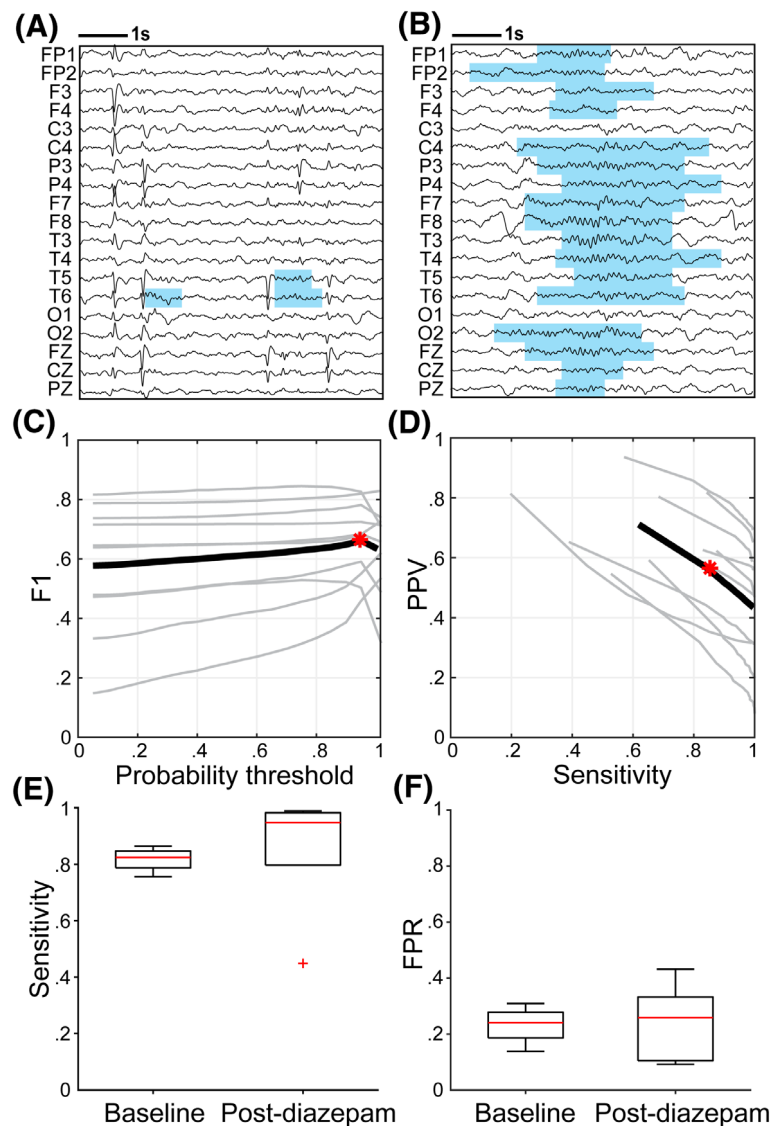 (A)
1s
FP1
FP2
F3
F4
C3
C4
P3
P4
F7
F8
T3
T4
T5
T6
O1
O2
FZ
CZ
PZ
(B)
1s
FP1
FP2
F3
F4
C3
C4
P3
P4
F7
F8
T3
T4
T5
T6
O1
O2
FZ
CZ
PZ
(C)
1
.8
.6
.4
.2
0
F1
0 .2 .4 .6 .8 1
Probability threshold
(D)
1
.8
.6
.4
.2
0
PPV
0 .2 .4 .6 .8 1
Sensitivity
(E)
1
.8
.6
.4
.2
0
Sensitivity
Baseline Post-diazepam
(F)
1
.8
.6
.4
.2
0
FPR
Baseline Post-diazepam